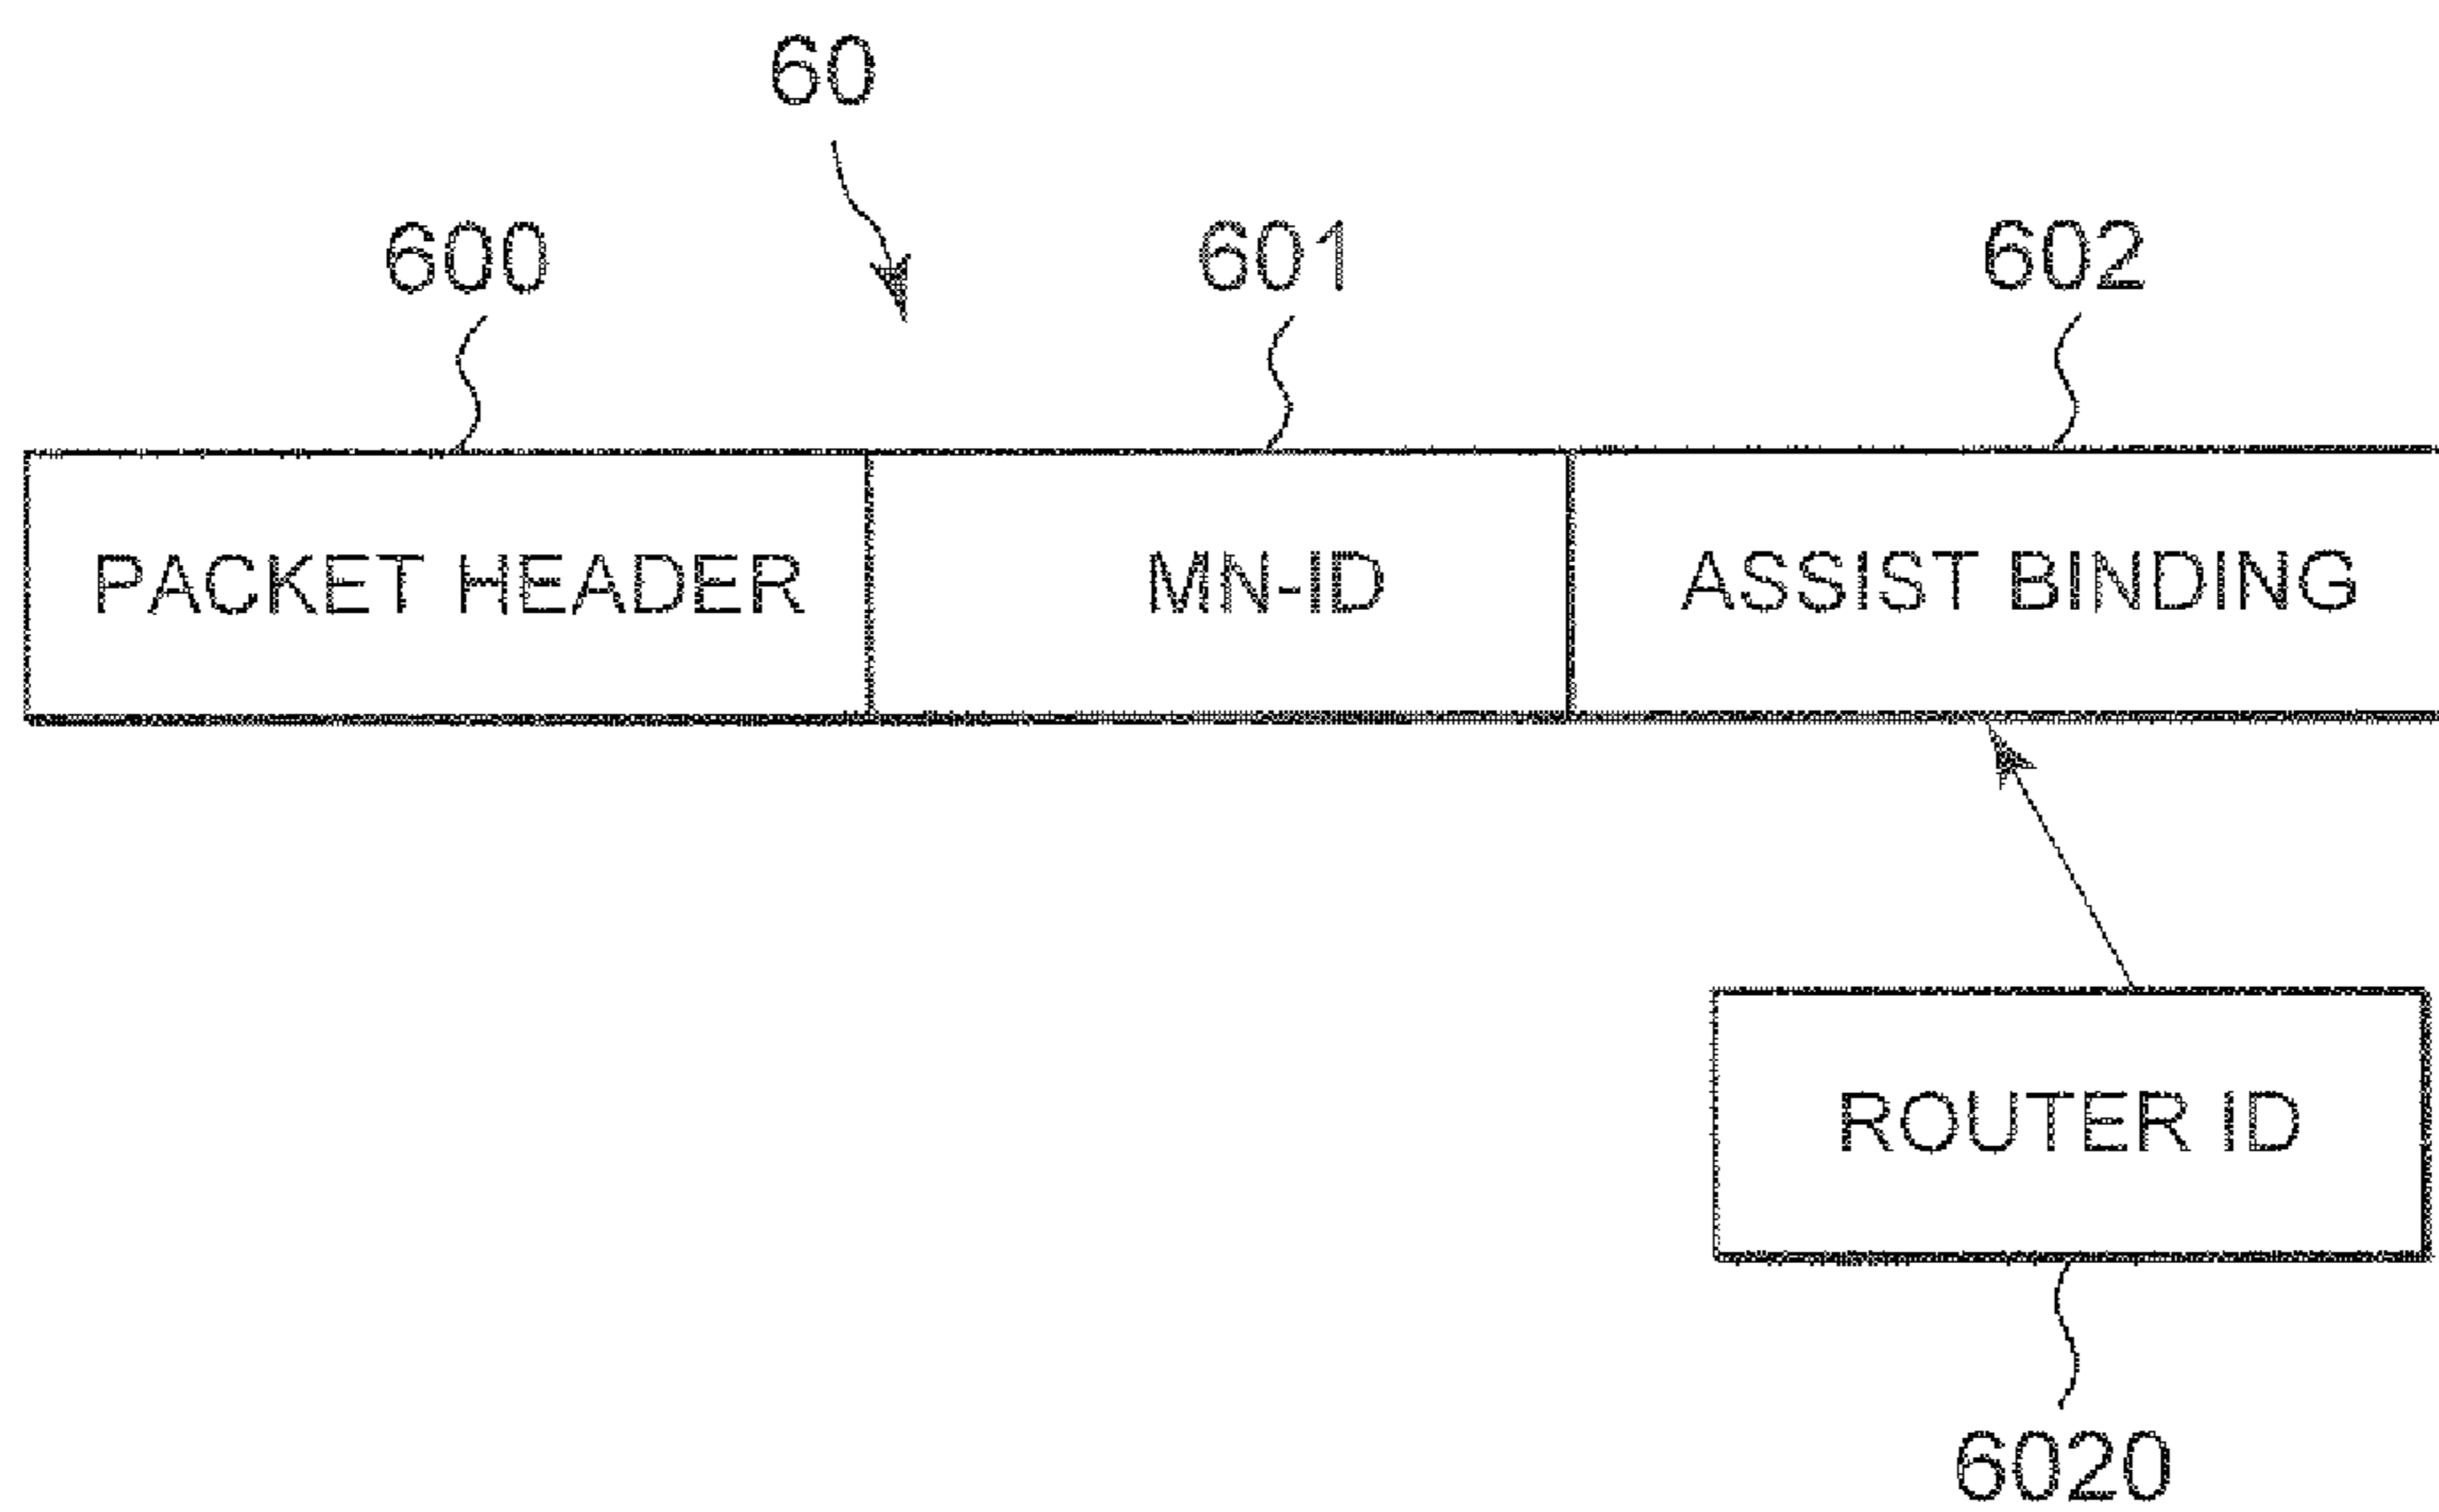 60
600 601 602
PACKET HEADER MN-ID ASSIST BINDING
ROUTER ID
6020